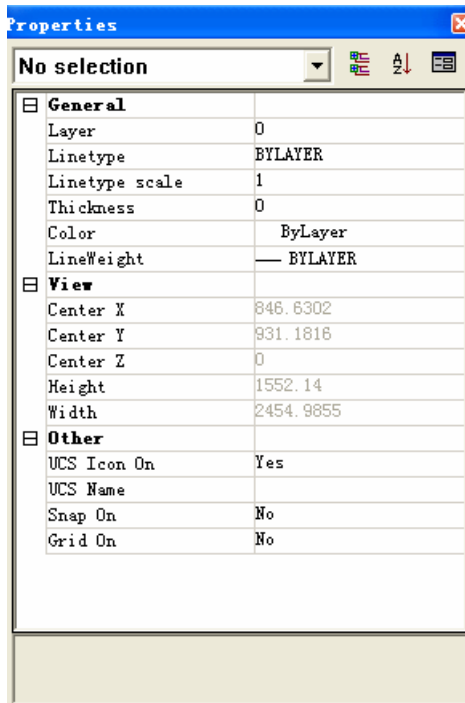 Properties
No selection
General
Layer 0
Linetype BYLAYER
Linetype scale 1
Thickness 0
Color ByLayer
LineWeight BYLAYER
View
Center X 846.6302
Center Y 931.1816
Center Z 0
Height 1552.14
Width 2454.9855
Other
UCS Icon On Yes
UCS Name
Snap On No
Grid On No